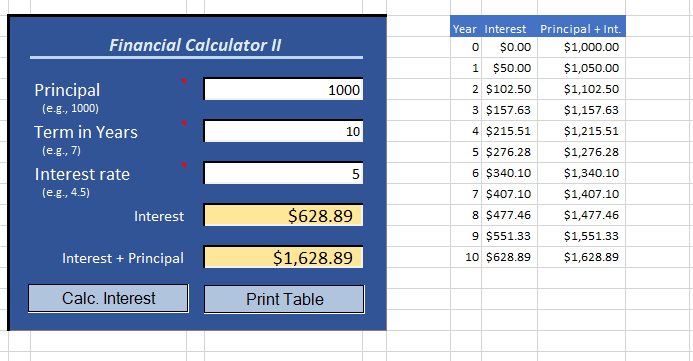 Financial Calculator II
Principal 1000
(e.g., 1000)
Term in Years 10
(e.g., 7)
Interest rate 5
(e.g., 4.5)
Interest $628.89
Interest + Principal $1,628.89
Calc. Interest Print Table
Year Interest Principal + Int.
0 $0.00 $1,000.00
1 $50.00 $1,050.00
2 $102.50 $1,102.50
3 $157.63 $1,157.63
4 $215.51 $1,215.51
5 $276.28 $1,276.28
6 $340.10 $1,340.10
7 $407.10 $1,407.10
8 $477.46 $1,477.46
9 $551.33 $1,551.33
10 $628.89 $1,628.89